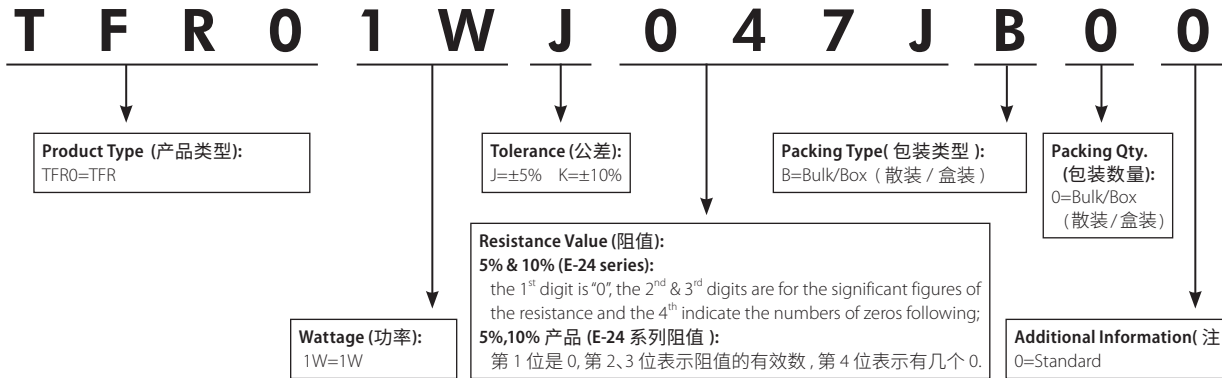 T F R 0 1 W J 0 4 7 J B 0 0
Product Type (产品类型):
TFR0=TFR
Tolerance (公差):
J=±5% K=±10%
Packing Type( 包装类型 ):
B=Bulk/Box ( 散装 / 盒装 )
Packing Qty.
(包装数量):
0=Bulk/Box
(散装/盒装)
Resistance Value (阻值):
5% & 10% (E-24 series):
the 1st digit is “0”, the 2nd & 3rd digits are for the significant figures of
the resistance and the 4th indicate the numbers of zeros following;
5%,10% 产品 (E-24 系列阻值 ):
第 1 位是 0, 第 2、3 位表示阻值的有效数 , 第 4 位表示有几个 0.
Wattage (功率):
1W=1W
Additional Information( 注
0=Standard